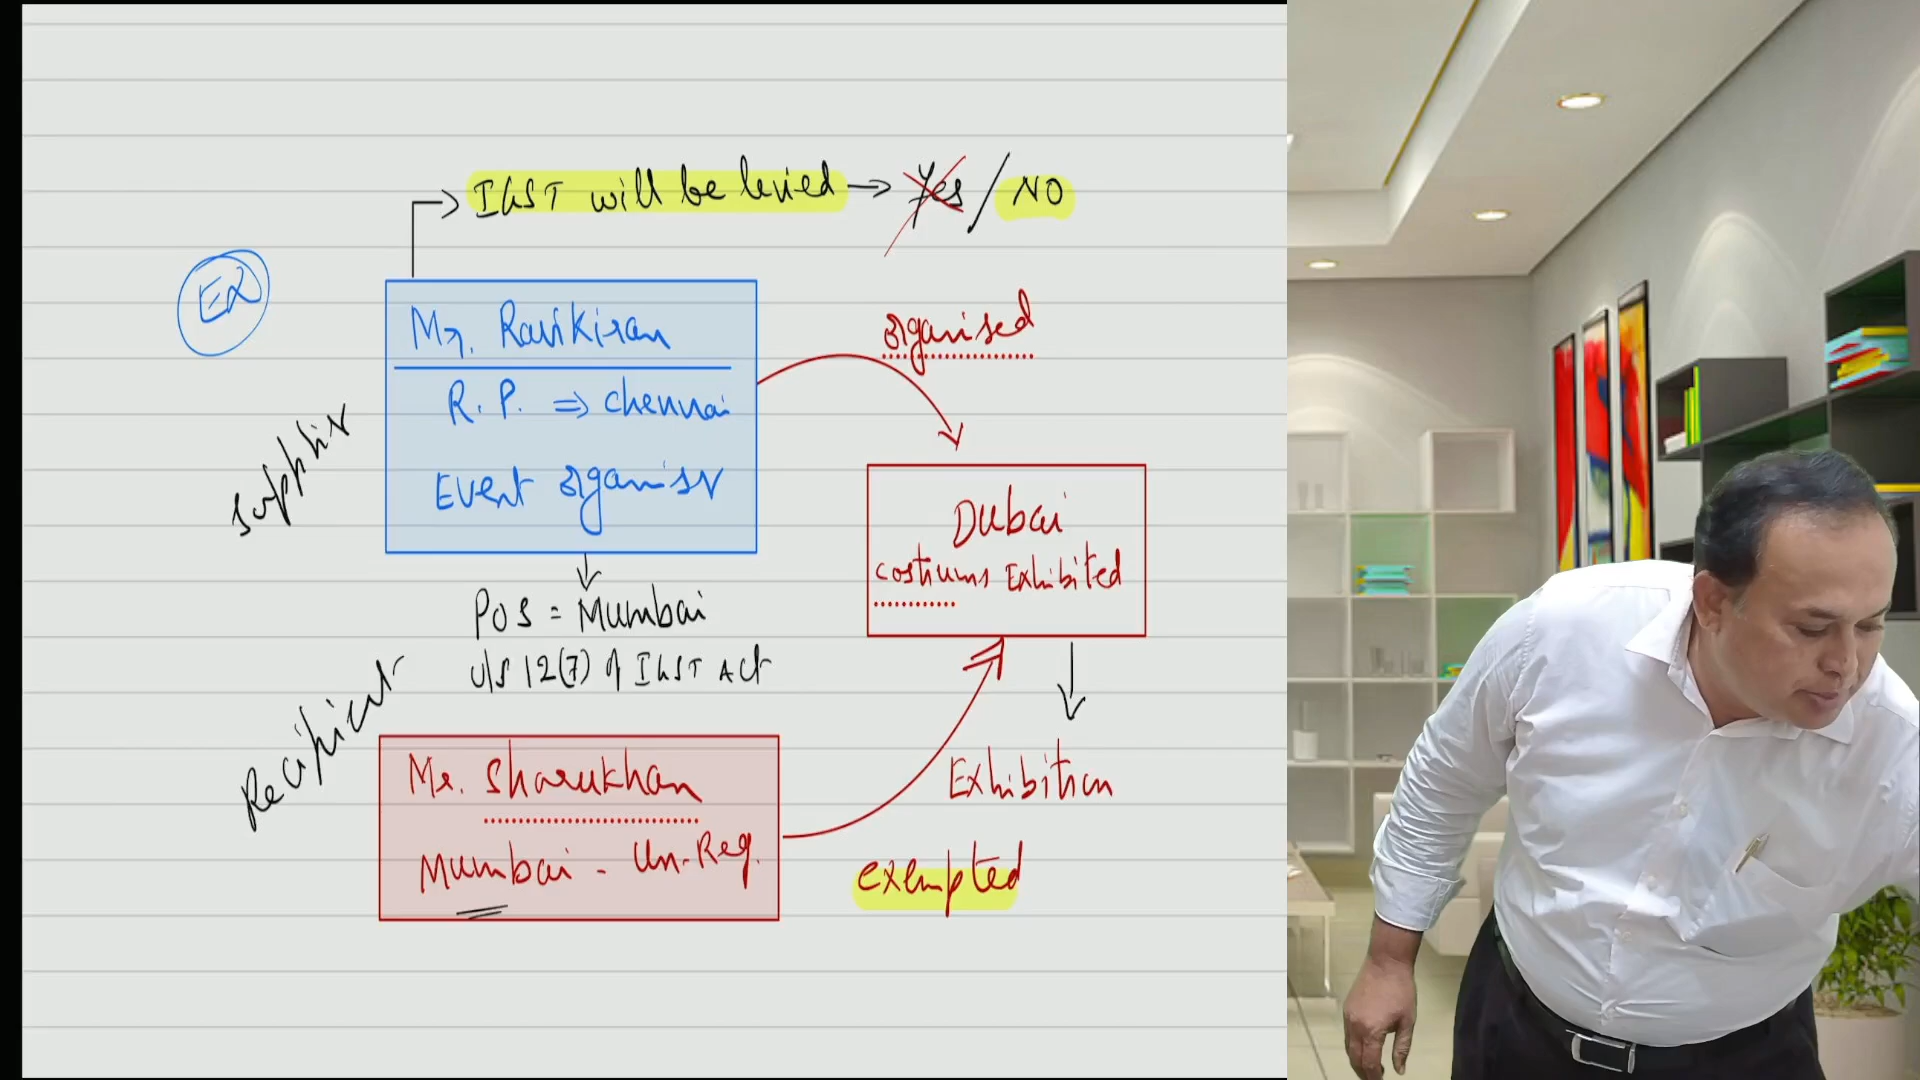 IGST will be levied → Yes / NO
Ex
Mr. Ravikiran
R.P. ⇒ Chennai
Event organiser
organised
supplier
Dubai
costiums Exhibited
POS = Mumbai
u/s 12(7) of IGST Act
Recipient
Mr. Sharukhan
Mumbai - Un-Reg.
Exhibition
exempted